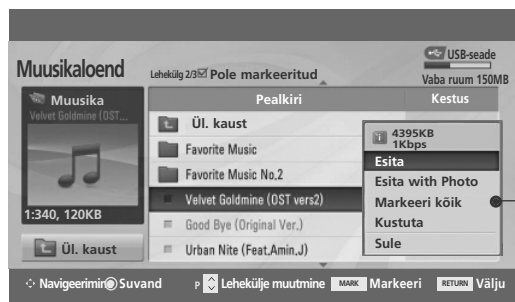 USB-seade
Muusikaloend
Lehekülg 2/3 Pole markeeritud
Vaba ruum 150MB
Muusika
Velvet Goldmine (OST...
1:340, 120KB
Ül. kaust
Pealkiri
Kestus
Ül. kaust
Favorite Music
Favorite Music No.2
Velvet Goldmine (OST vers2)
Good Bye (Original Ver.)
Urban Nite (Feat.Amin.J)
4395KB
1Kbps
Esita
Esita with Photo
Markeeri kõik
Kustuta
Sule
Navigeerimin Suvand P Lehekülje muutmine MARK Markeeri RETURN Välju